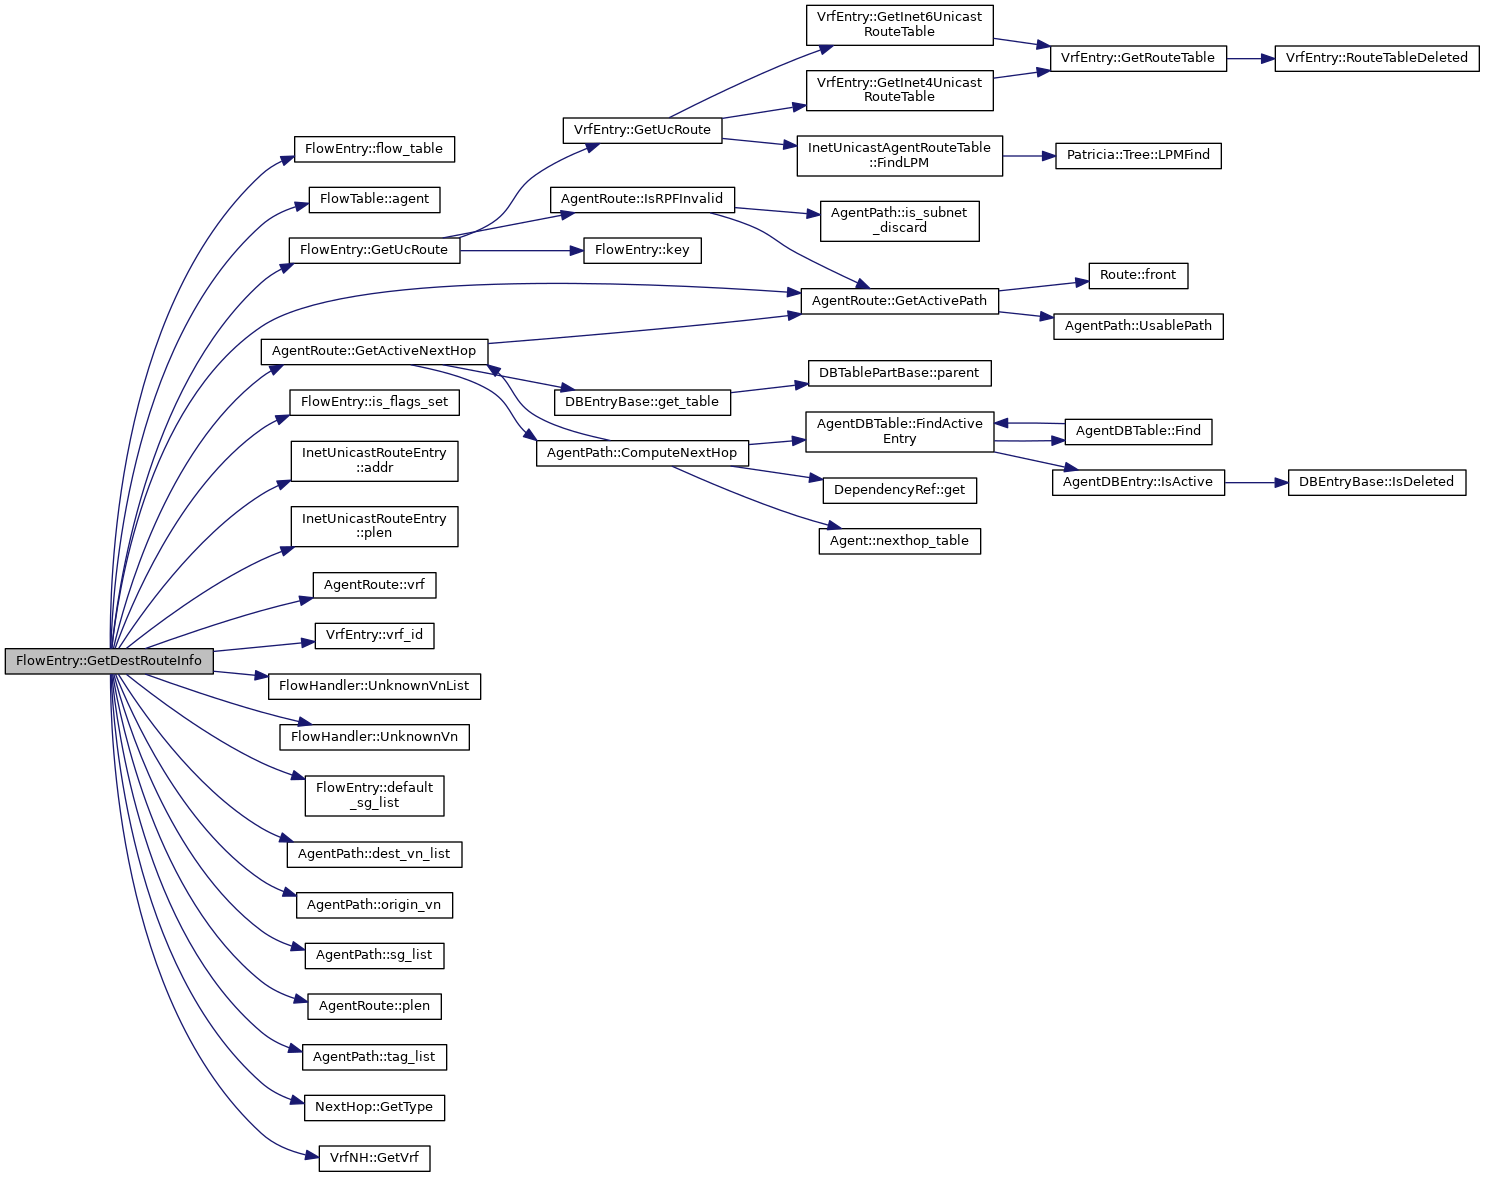 VrfEntry::GetInet6Unicast
RouteTable
VrfEntry::GetRouteTable
VrfEntry::RouteTableDeleted
VrfEntry::GetInet4Unicast
RouteTable
VrfEntry::GetUcRoute
InetUnicastAgentRouteTable
::FindLPM
Patricia::Tree::LPMFind
FlowEntry::flow_table
FlowTable::agent
AgentRoute::IsRPFInvalid
AgentPath::is_subnet
_discard
FlowEntry::GetUcRoute
FlowEntry::key
Route::front
AgentRoute::GetActivePath
AgentPath::UsablePath
AgentRoute::GetActiveNextHop
DBTablePartBase::parent
FlowEntry::is_flags_set
DBEntryBase::get_table
AgentDBTable::FindActive
Entry
AgentDBTable::Find
InetUnicastRouteEntry
::addr
AgentPath::ComputeNextHop
AgentDBEntry::IsActive
DBEntryBase::IsDeleted
DependencyRef::get
InetUnicastRouteEntry
::plen
Agent::nexthop_table
AgentRoute::vrf
VrfEntry::vrf_id
FlowEntry::GetDestRouteInfo
FlowHandler::UnknownVnList
FlowHandler::UnknownVn
FlowEntry::default
_sg_list
AgentPath::dest_vn_list
AgentPath::origin_vn
AgentPath::sg_list
AgentRoute::plen
AgentPath::tag_list
NextHop::GetType
VrfNH::GetVrf